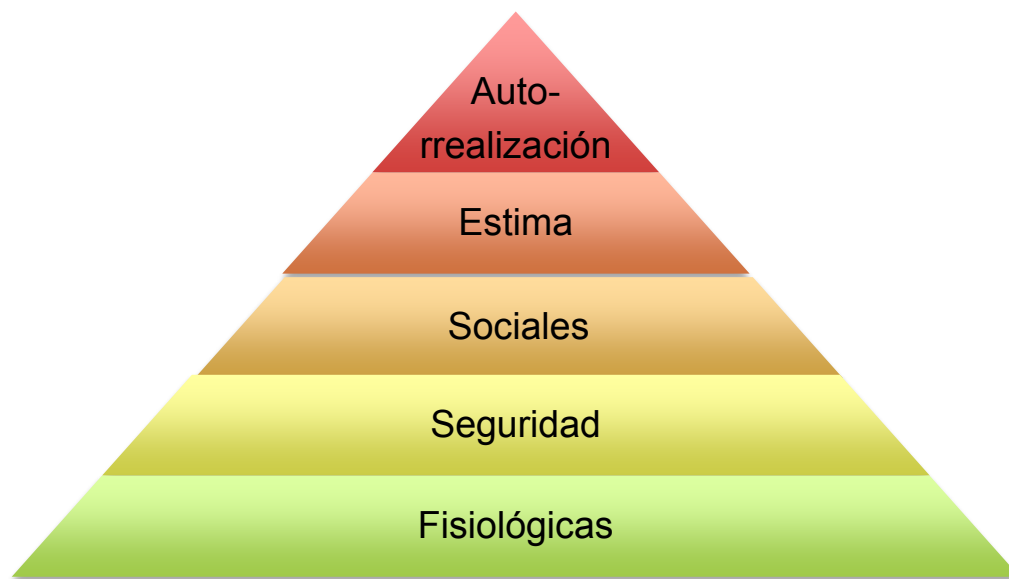 Auto-
rrealización
Estima
Sociales
Seguridad
Fisiológicas